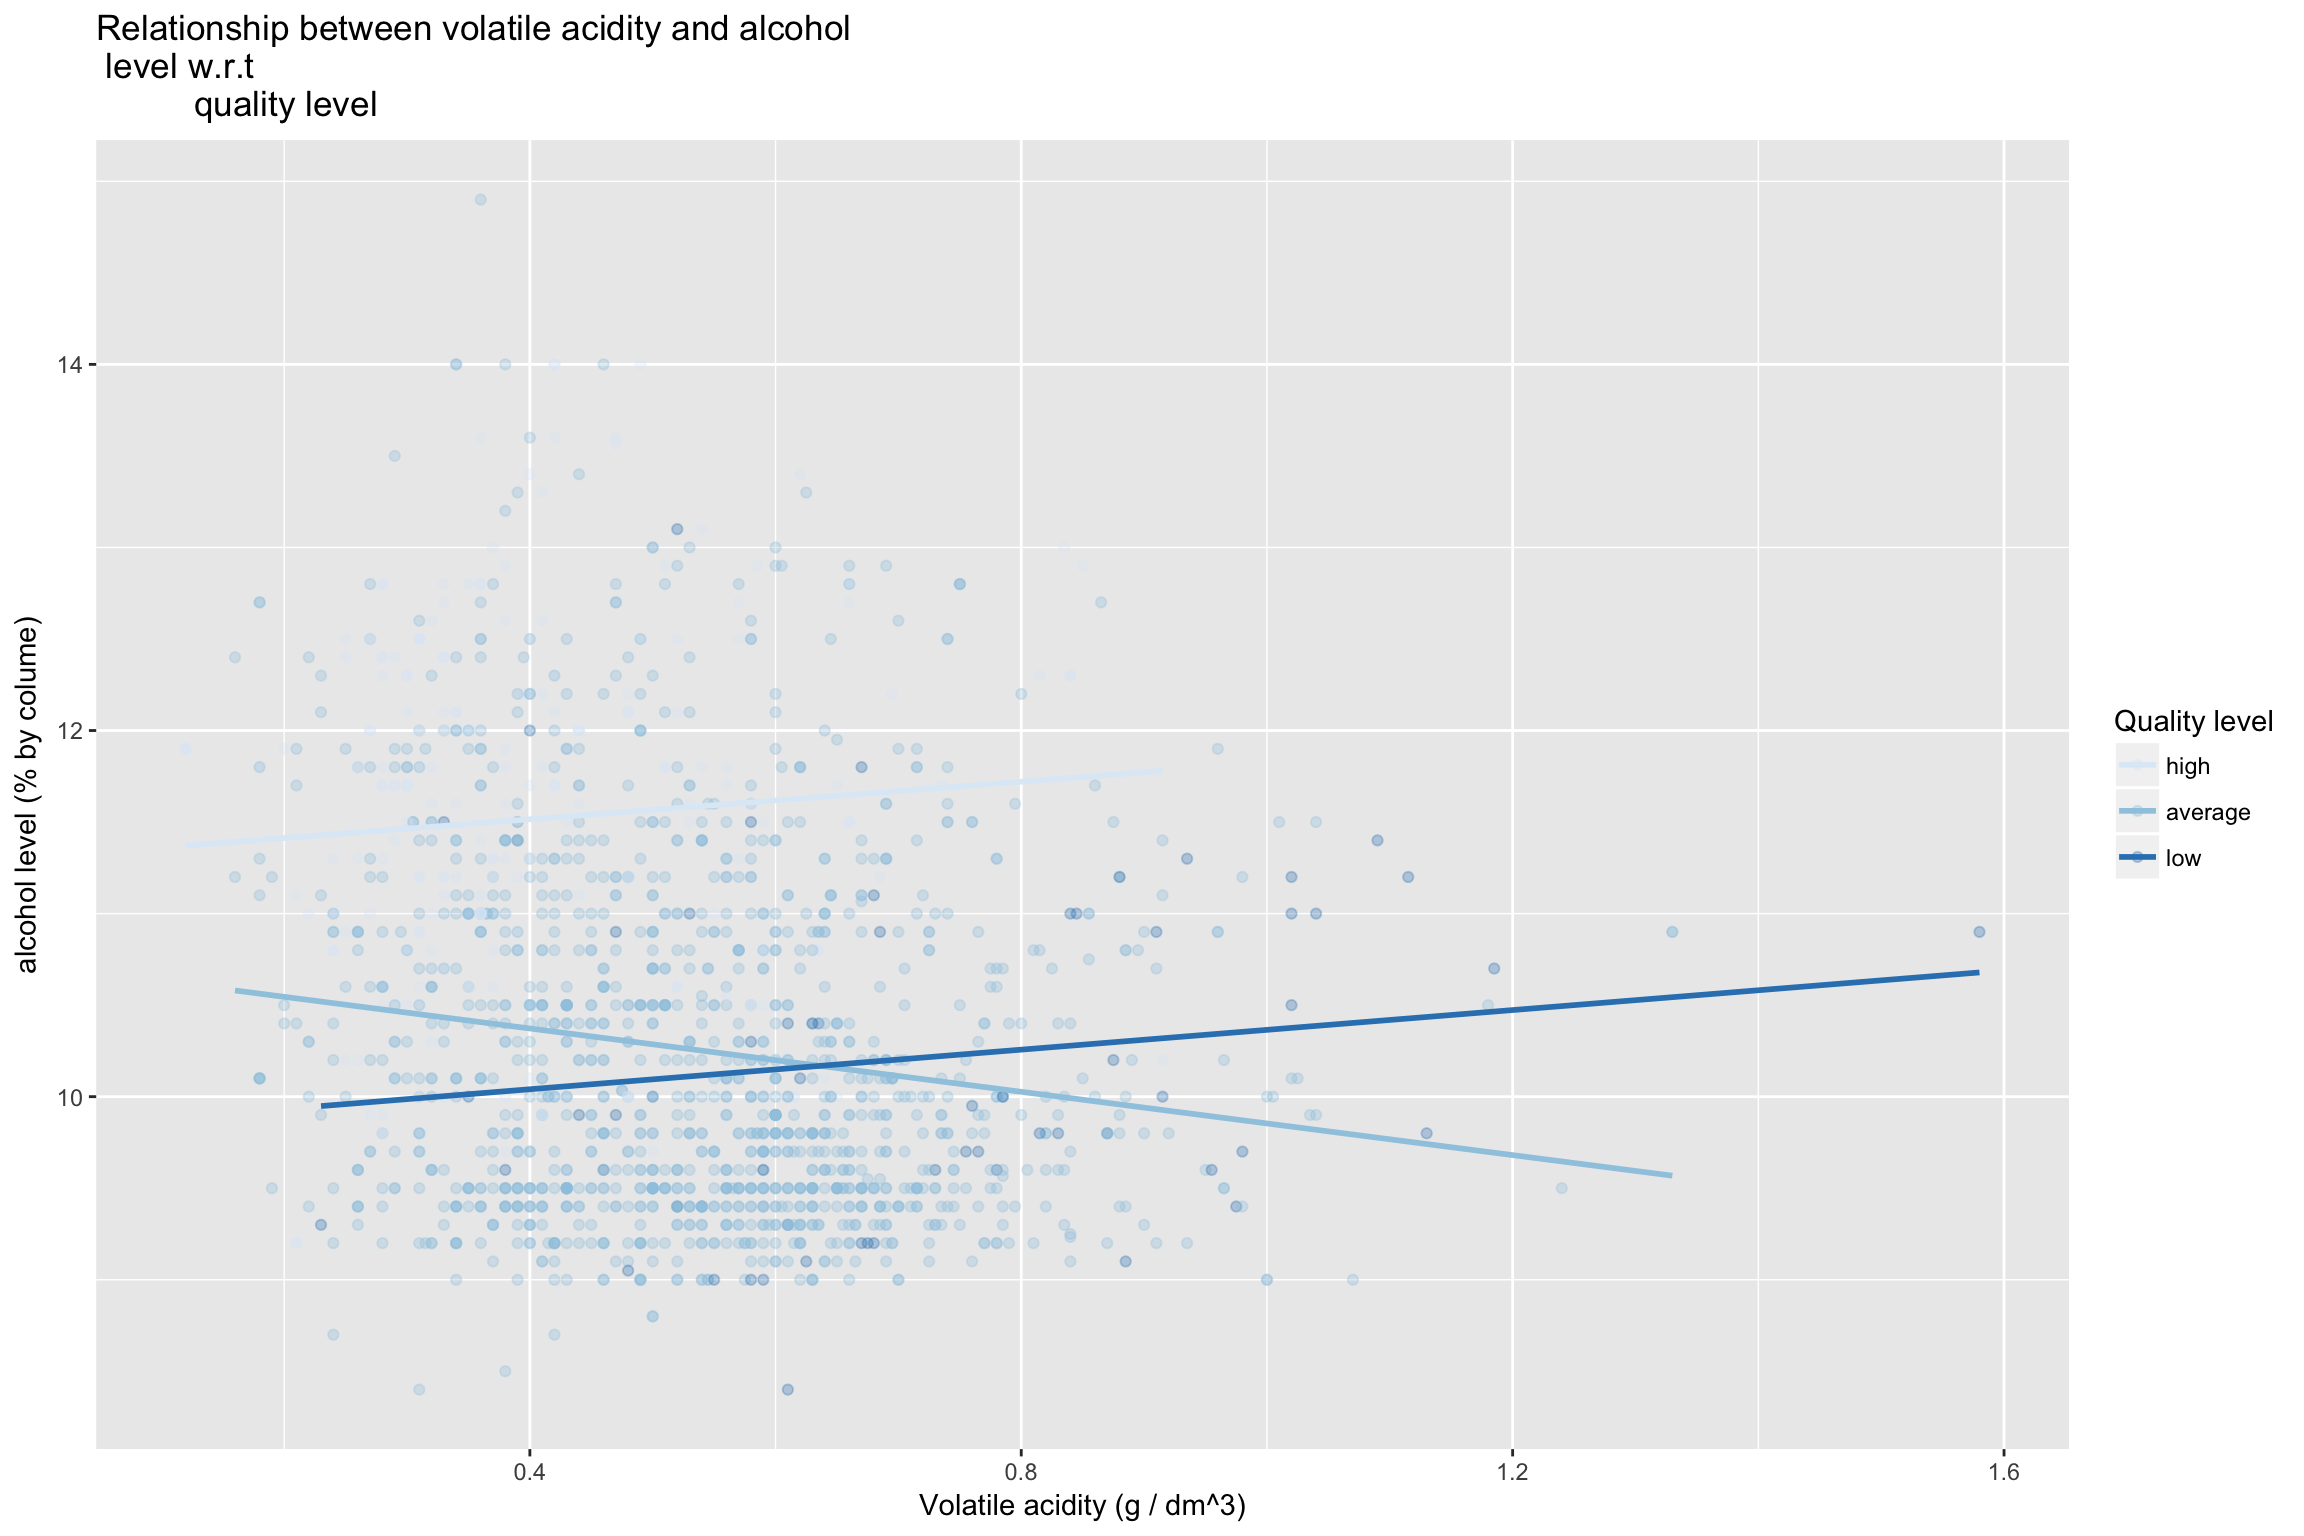 Relationship between volatile acidity and alcohol
level w.r.t
quality level
14
12
10
alcohol level (% by colume)
0.4
0.8
1.2
1.6
Volatile acidity (g / dm^3)
Quality level
high
average
low